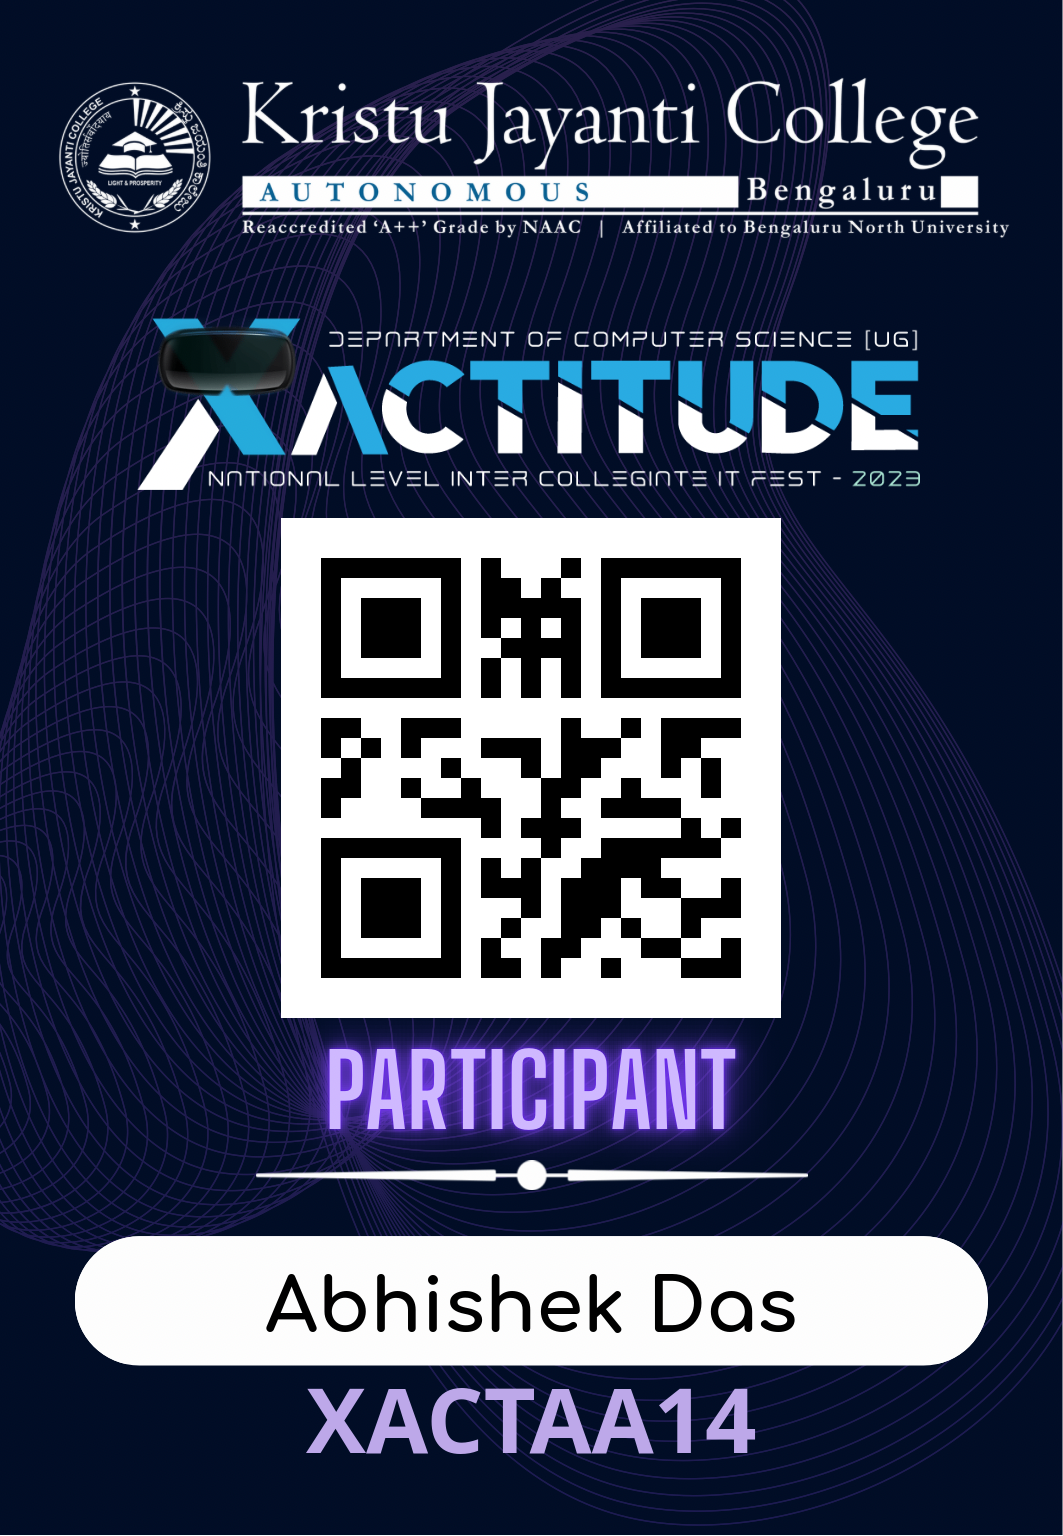 KRISTU JAYANTI COLLEGE
LIGHT & PROSPERITY
Kristu Jayanti College
AUTONOMOUS Bengaluru
Reaccredited ‘A++’ Grade by NAAC | Affiliated to Bengaluru North University
DEPARTMENT OF COMPUTER SCIENCE [UG]
XACTITUDE
NATIONAL LEVEL INTER COLLEGIATE IT FEST - 2023
PARTICIPANT
Abhishek Das
XACTAA14